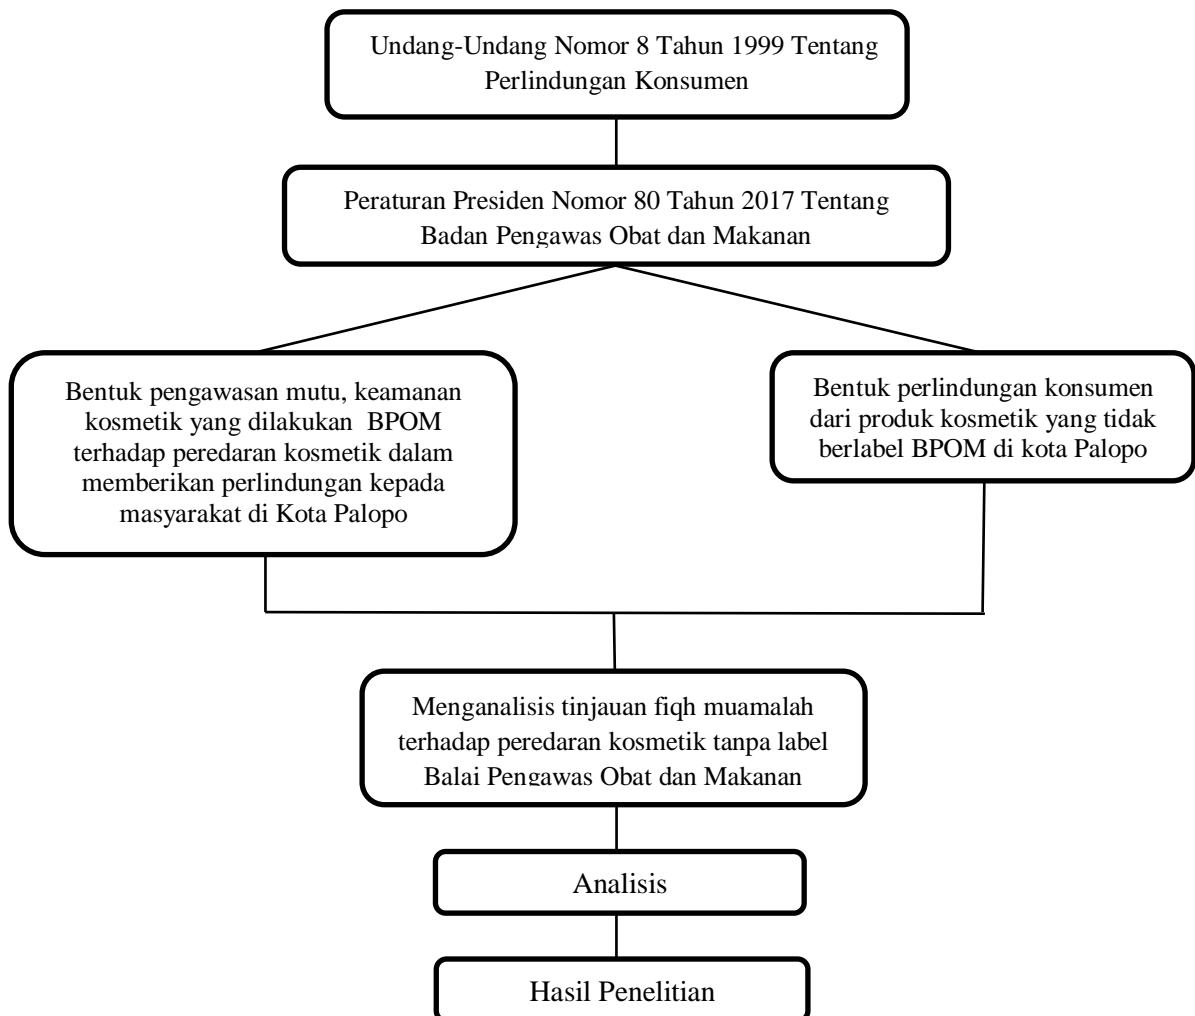 Undang-Undang Nomor 8 Tahun 1999 Tentang
Perlindungan Konsumen
Peraturan Presiden Nomor 80 Tahun 2017 Tentang
Badan Pengawas Obat dan Makanan
Bentuk pengawasan mutu, keamanan
kosmetik yang dilakukan BPOM
terhadap peredaran kosmetik dalam
memberikan perlindungan kepada
masyarakat di Kota Palopo
Bentuk perlindungan konsumen
dari produk kosmetik yang tidak
berlabel BPOM di kota Palopo
Menganalisis tinjauan fiqh muamalah
terhadap peredaran kosmetik tanpa label
Balai Pengawas Obat dan Makanan
Analisis
Hasil Penelitian